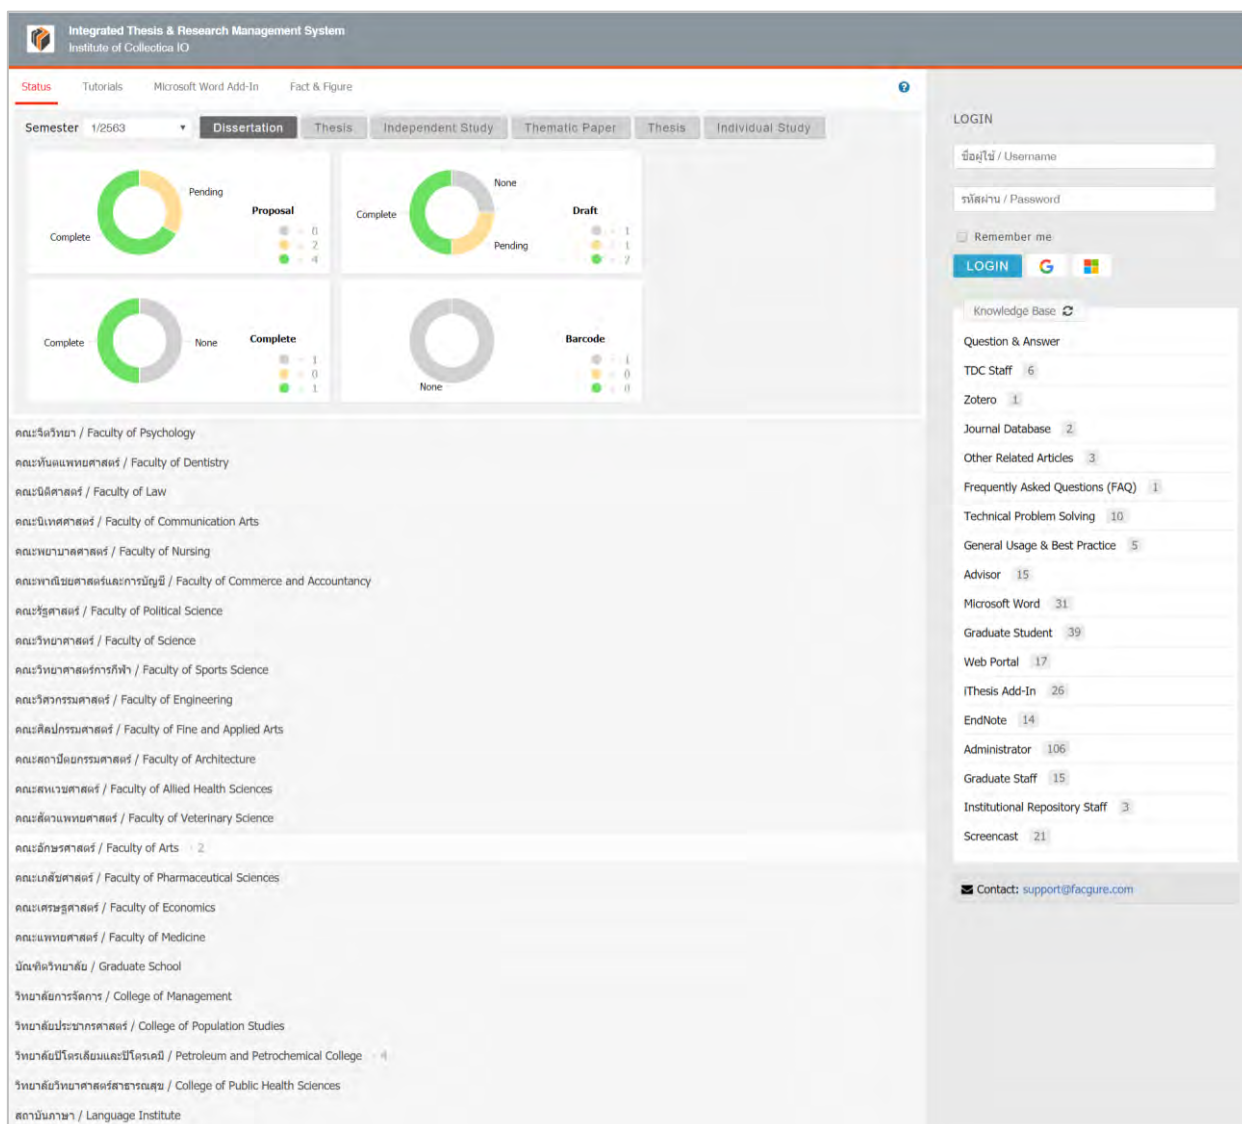 Integrated Thesis & Research Management System
Institute of Collectica IO
Status Tutorials Microsoft Word Add-In Fact & Figure
Semester 1/2563 Dissertation Thesis Independent Study Thematic Paper Thesis Individual Study
Pending
Complete
Proposal
0
2
4
None
Complete
Pending
Draft
1
1
2
Complete
None
Complete
1
0
1
None
Barcode
1
0
0
คณะจิตวิทยา / Faculty of Psychology
คณะทันตแพทยศาสตร์ / Faculty of Dentistry
คณะนิติศาสตร์ / Faculty of Law
คณะนิเทศศาสตร์ / Faculty of Communication Arts
คณะพยาบาลศาสตร์ / Faculty of Nursing
คณะพาณิชยศาสตร์และการบัญชี / Faculty of Commerce and Accountancy
คณะรัฐศาสตร์ / Faculty of Political Science
คณะวิทยาศาสตร์ / Faculty of Science
คณะวิทยาศาสตร์การกีฬา / Faculty of Sports Science
คณะวิศวกรรมศาสตร์ / Faculty of Engineering
คณะศิลปกรรมศาสตร์ / Faculty of Fine and Applied Arts
คณะสถาปัตยกรรมศาสตร์ / Faculty of Architecture
คณะสหเวชศาสตร์ / Faculty of Allied Health Sciences
คณะสัตวแพทยศาสตร์ / Faculty of Veterinary Science
คณะอักษรศาสตร์ / Faculty of Arts 2
คณะเภสัชศาสตร์ / Faculty of Pharmaceutical Sciences
คณะเศรษฐศาสตร์ / Faculty of Economics
คณะแพทยศาสตร์ / Faculty of Medicine
บัณฑิตวิทยาลัย / Graduate School
วิทยาลัยการจัดการ / College of Management
วิทยาลัยประชากรศาสตร์ / College of Population Studies
วิทยาลัยปิโตรเลียมและปิโตรเคมี / Petroleum and Petrochemical College 4
วิทยาลัยวิทยาศาสตร์สาธารณสุข / College of Public Health Sciences
สถาบันภาษา / Language Institute
LOGIN
ชื่อผู้ใช้ / Username
รหัสผ่าน / Password
Remember me
LOGIN
Knowledge Base
Question & Answer
TDC Staff 6
Zotero 1
Journal Database 2
Other Related Articles 3
Frequently Asked Questions (FAQ) 1
Technical Problem Solving 10
General Usage & Best Practice 5
Advisor 15
Microsoft Word 31
Graduate Student 39
Web Portal 17
iThesis Add-In 26
EndNote 14
Administrator 106
Graduate Staff 15
Institutional Repository Staff 3
Screencast 21
Contact: support@facgure.com